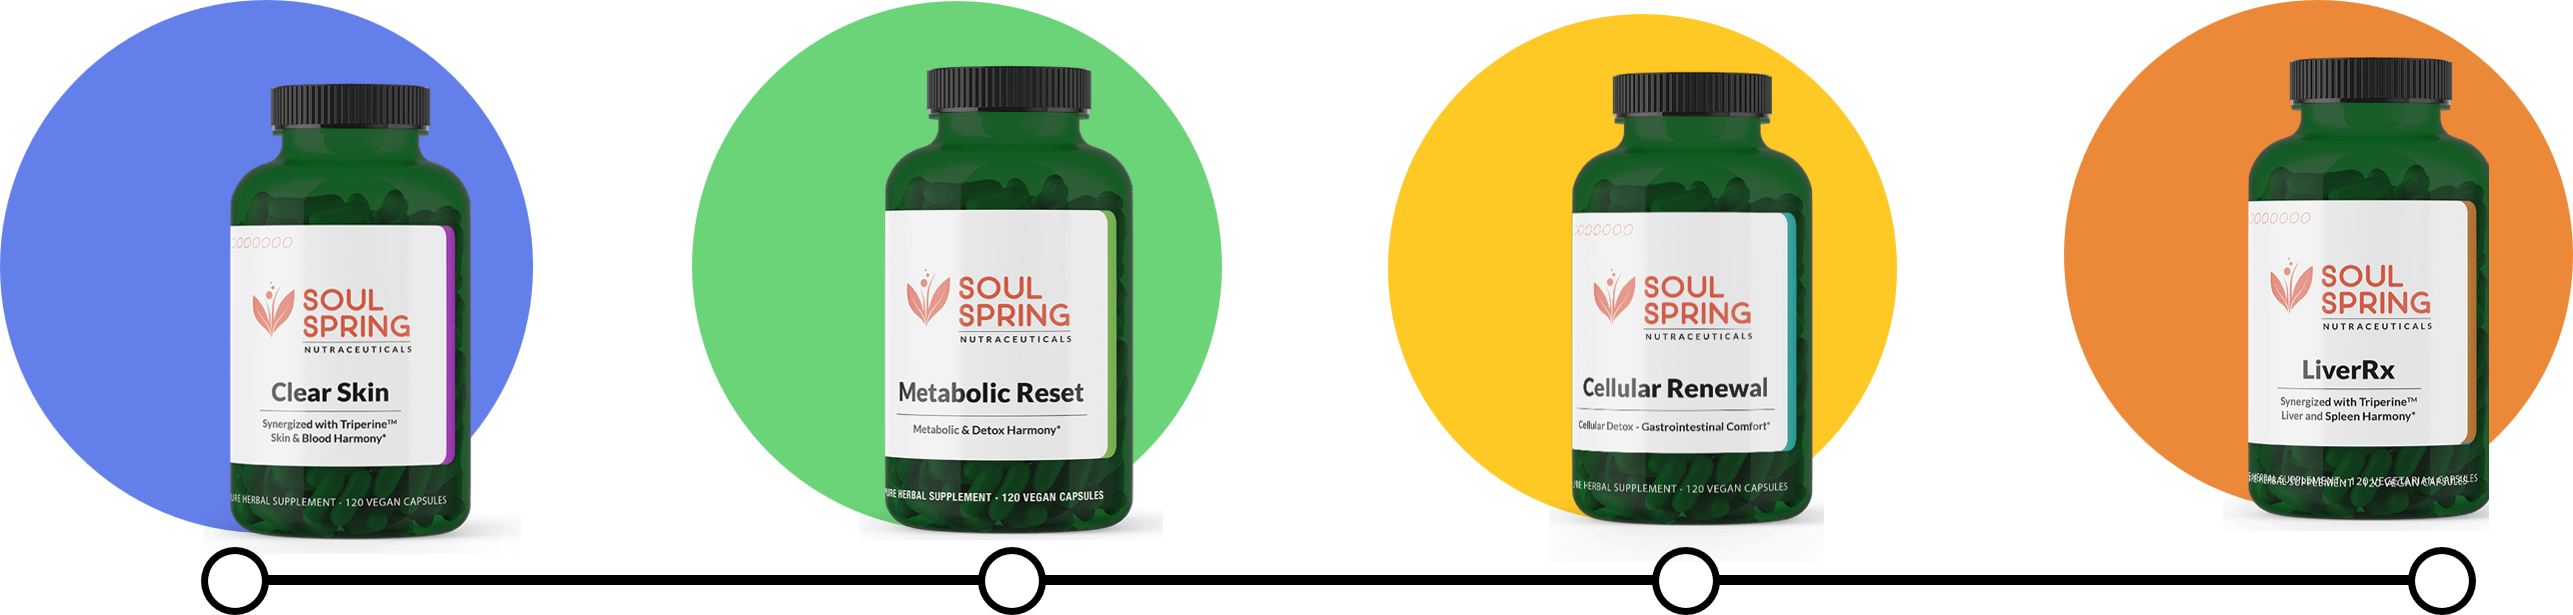 SOUL
SPRING
NUTRACEUTICALS
Clear Skin
Synergized with Triperine™
Skin & Blood Harmony*
HERBAL SUPPLEMENT · 120 VEGAN CAPSULES
SOUL
SPRING
NUTRACEUTICALS
Metabolic Reset
Metabolic & Detox Harmony*
HERBAL SUPPLEMENT · 120 VEGAN CAPSULES
SOUL
SPRING
NUTRACEUTICALS
Cellular Renewal
Cellular Detox - Gastrointestinal Comfort*
HERBAL SUPPLEMENT · 120 VEGAN CAPSULES
SOUL
SPRING
NUTRACEUTICALS
LiverRx
Synergized with Triperine™
Liver and Spleen Harmony*